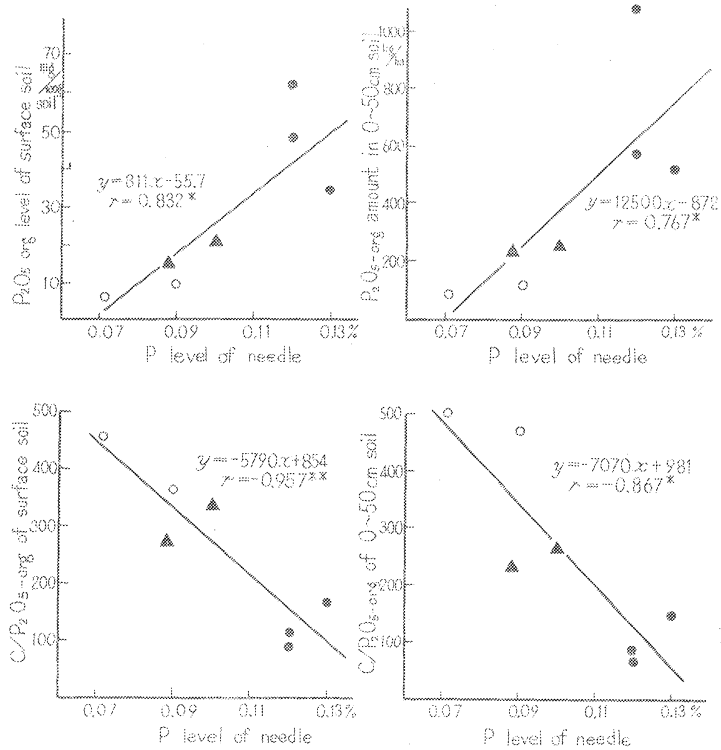 P₂O₅ org level of surface soil
70
50
30
10
y=811x-55.7
r=0.832*
0.07 0.09 0.11 0.13%
P level of needle
P₂O₅-org amount in 0~50cm soil
1000
800
600
400
200
y=12500x-872
r=0.767*
0.07 0.09 0.11 0.13%
P level of needle
C/P₂O₅-org of surface soil
500
400
300
200
100
y=-5790x+854
r=-0.957**
0.07 0.09 0.11 0.13%
P level of needle
C/P₂O₅-org of 0~50cm soil
500
400
300
200
100
y=-7070x+981
r=-0.867*
0.07 0.09 0.11 0.13%
P level of needle